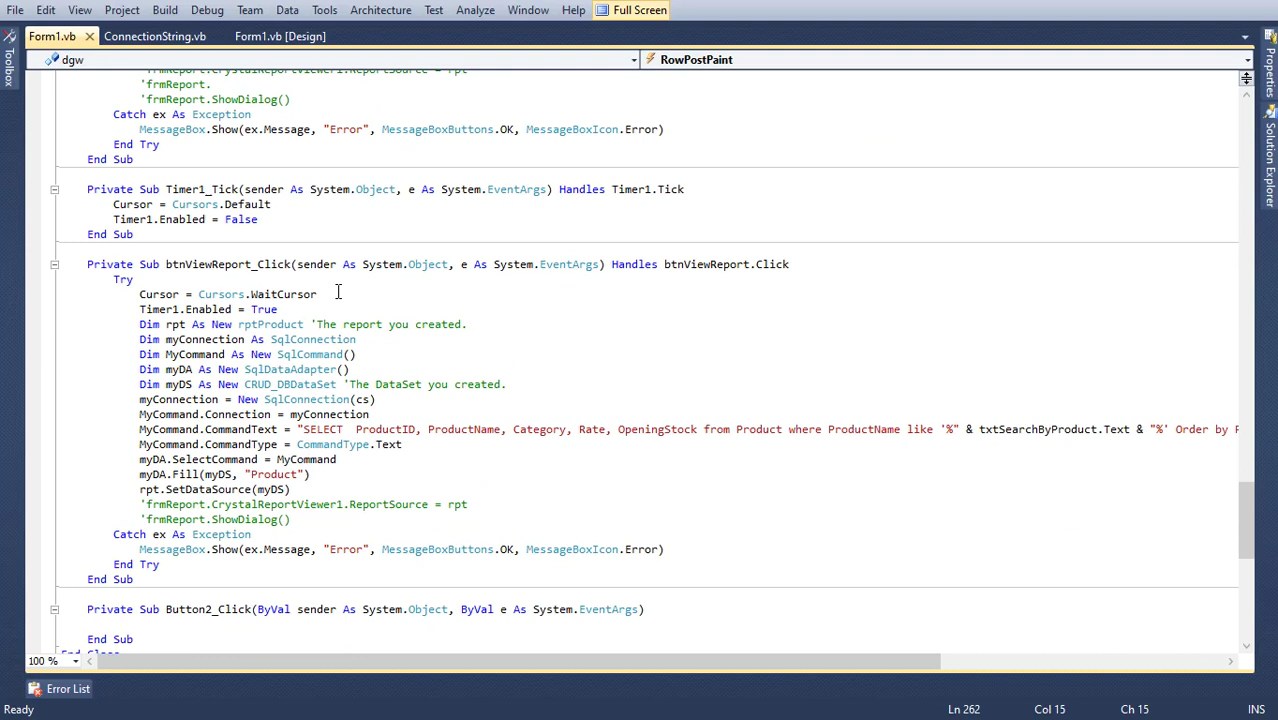 File Edit View Project Build Debug Team Data Tools Architecture Test Analyze Window Help Full Screen
Form1.vb ConnectionString.vb Form1.vb [Design]
dgw RowPostPaint
Toolbox
Properties
Solution Explorer
'frmReport.CrystalReportViewer1.ReportSource = rpt
'frmReport.
'frmReport.ShowDialog()
Catch ex As Exception
MessageBox.Show(ex.Message, "Error", MessageBoxButtons.OK, MessageBoxIcon.Error)
End Try
End Sub
Private Sub Timer1_Tick(sender As System.Object, e As System.EventArgs) Handles Timer1.Tick
Cursor = Cursors.Default
Timer1.Enabled = False
End Sub
Private Sub btnViewReport_Click(sender As System.Object, e As System.EventArgs) Handles btnViewReport.Click
Try
Cursor = Cursors.WaitCursor
Timer1.Enabled = True
Dim rpt As New rptProduct 'The report you created.
Dim myConnection As SqlConnection
Dim MyCommand As New SqlCommand()
Dim myDA As New SqlDataAdapter()
Dim myDS As New CRUD_DBDataSet 'The DataSet you created.
myConnection = New SqlConnection(cs)
MyCommand.Connection = myConnection
MyCommand.CommandText = "SELECT  ProductID, ProductName, Category, Rate, OpeningStock from Product where ProductName like '%" & txtSearchByProduct.Text & "%' Order by
MyCommand.CommandType = CommandType.Text
myDA.SelectCommand = MyCommand
myDA.Fill(myDS, "Product")
rpt.SetDataSource(myDS)
'frmReport.CrystalReportViewer1.ReportSource = rpt
'frmReport.ShowDialog()
Catch ex As Exception
MessageBox.Show(ex.Message, "Error", MessageBoxButtons.OK, MessageBoxIcon.Error)
End Try
End Sub
Private Sub Button2_Click(ByVal sender As System.Object, ByVal e As System.EventArgs)
End Sub
End Class
100 %
Error List
Ready Ln 262 Col 15 Ch 15 INS